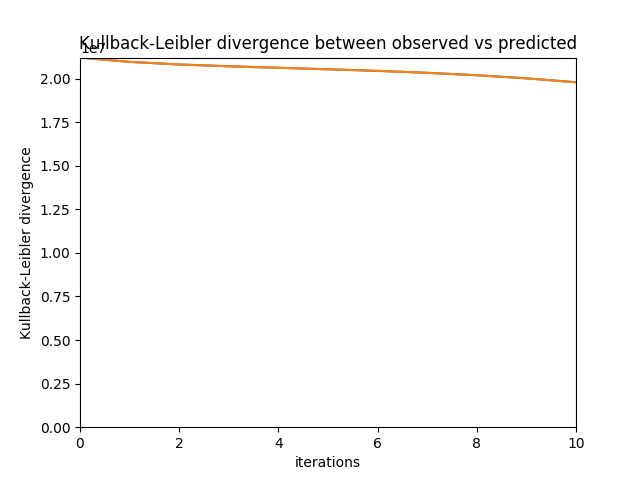 Kullback-Leibler divergence between observed vs predicted
1e7
2.00
1.75
1.50
1.25
1.00
0.75
0.50
0.25
0.00
Kullback-Leibler divergence
0 2 4 6 8 10
iterations